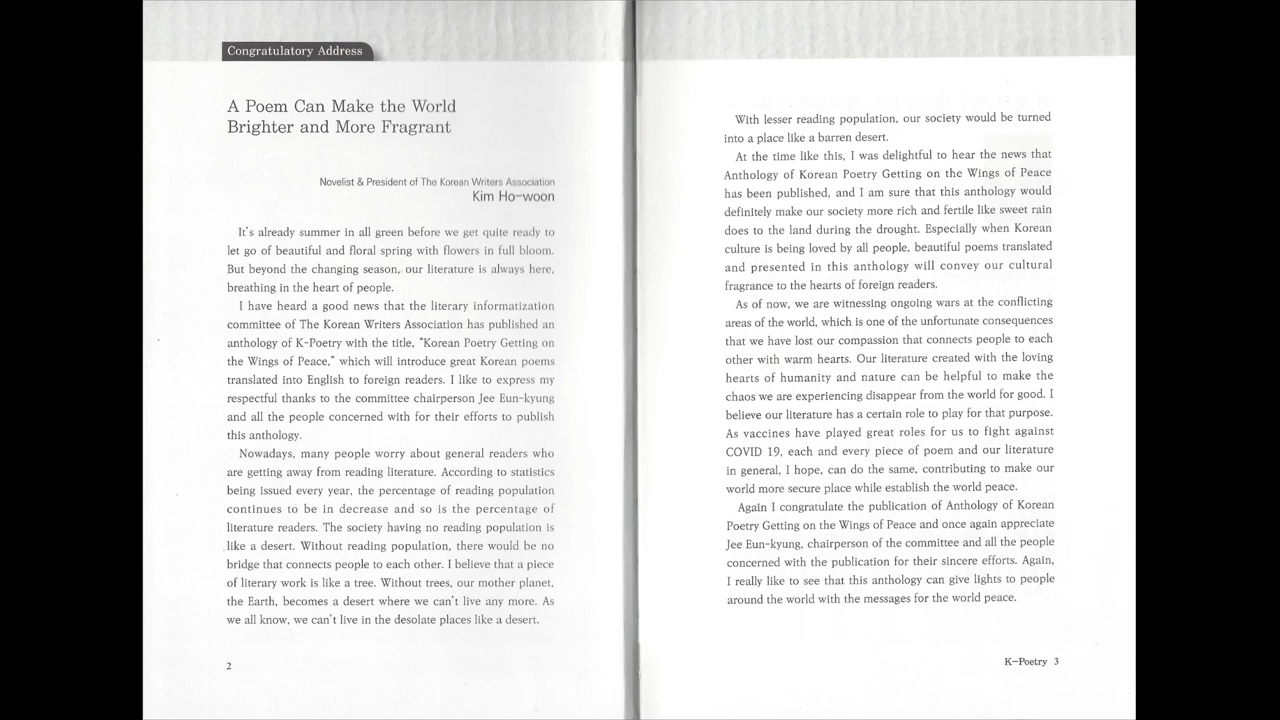 Congratulatory Address
A Poem Can Make the World
Brighter and More Fragrant
Novelist & President of The Korean Writers Association
Kim Ho-woon
It's already summer in all green before we get quite ready to
let go of beautiful and floral spring with flowers in full bloom.
But beyond the changing season, our literature is always here,
breathing in the heart of people.
I have heard a good news that the literary informatization
committee of The Korean Writers Association has published an
anthology of K-Poetry with the title, "Korean Poetry Getting on
the Wings of Peace," which will introduce great Korean poems
translated into English to foreign readers. I like to express my
respectful thanks to the committee chairperson Jee Eun-kyung
and all the people concerned with for their efforts to publish
this anthology.
Nowadays, many people worry about general readers who
are getting away from reading literature. According to statistics
being issued every year, the percentage of reading population
continues to be in decrease and so is the percentage of
literature readers. The society having no reading population is
like a desert. Without reading population, there would be no
bridge that connects people to each other. I believe that a piece
of literary work is like a tree. Without trees, our mother planet,
the Earth, becomes a desert where we can't live any more. As
we all know, we can't live in the desolate places like a desert.
2
With lesser reading population, our society would be turned
into a place like a barren desert.
At the time like this, I was delightful to hear the news that
Anthology of Korean Poetry Getting on the Wings of Peace
has been published, and I am sure that this anthology would
definitely make our society more rich and fertile like sweet rain
does to the land during the drought. Especially when Korean
culture is being loved by all people, beautiful poems translated
and presented in this anthology will convey our cultural
fragrance to the hearts of foreign readers.
As of now, we are witnessing ongoing wars at the conflicting
areas of the world, which is one of the unfortunate consequences
that we have lost our compassion that connects people to each
other with warm hearts. Our literature created with the loving
hearts of humanity and nature can be helpful to make the
chaos we are experiencing disappear from the world for good. I
believe our literature has a certain role to play for that purpose.
As vaccines have played great roles for us to fight against
COVID 19, each and every piece of poem and our literature
in general, I hope, can do the same, contributing to make our
world more secure place while establish the world peace.
Again I congratulate the publication of Anthology of Korean
Poetry Getting on the Wings of Peace and once again appreciate
Jee Eun-kyung, chairperson of the committee and all the people
concerned with the publication for their sincere efforts. Again,
I really like to see that this anthology can give lights to people
around the world with the messages for the world peace.
K-Poetry 3